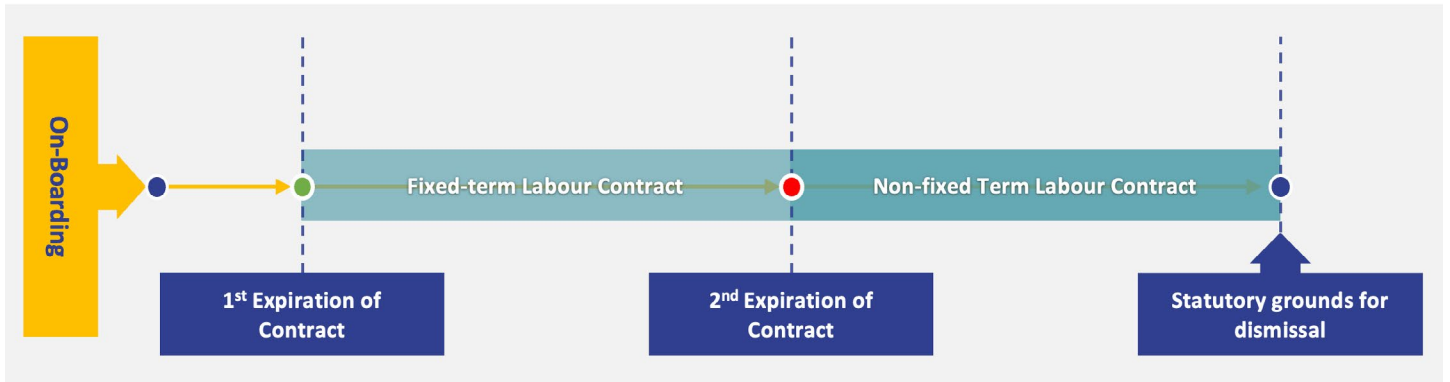 On-Boarding
Fixed-term Labour Contract
Non-fixed Term Labour Contract
1st Expiration of
Contract
2nd Expiration of
Contract
Statutory grounds for
dismissal